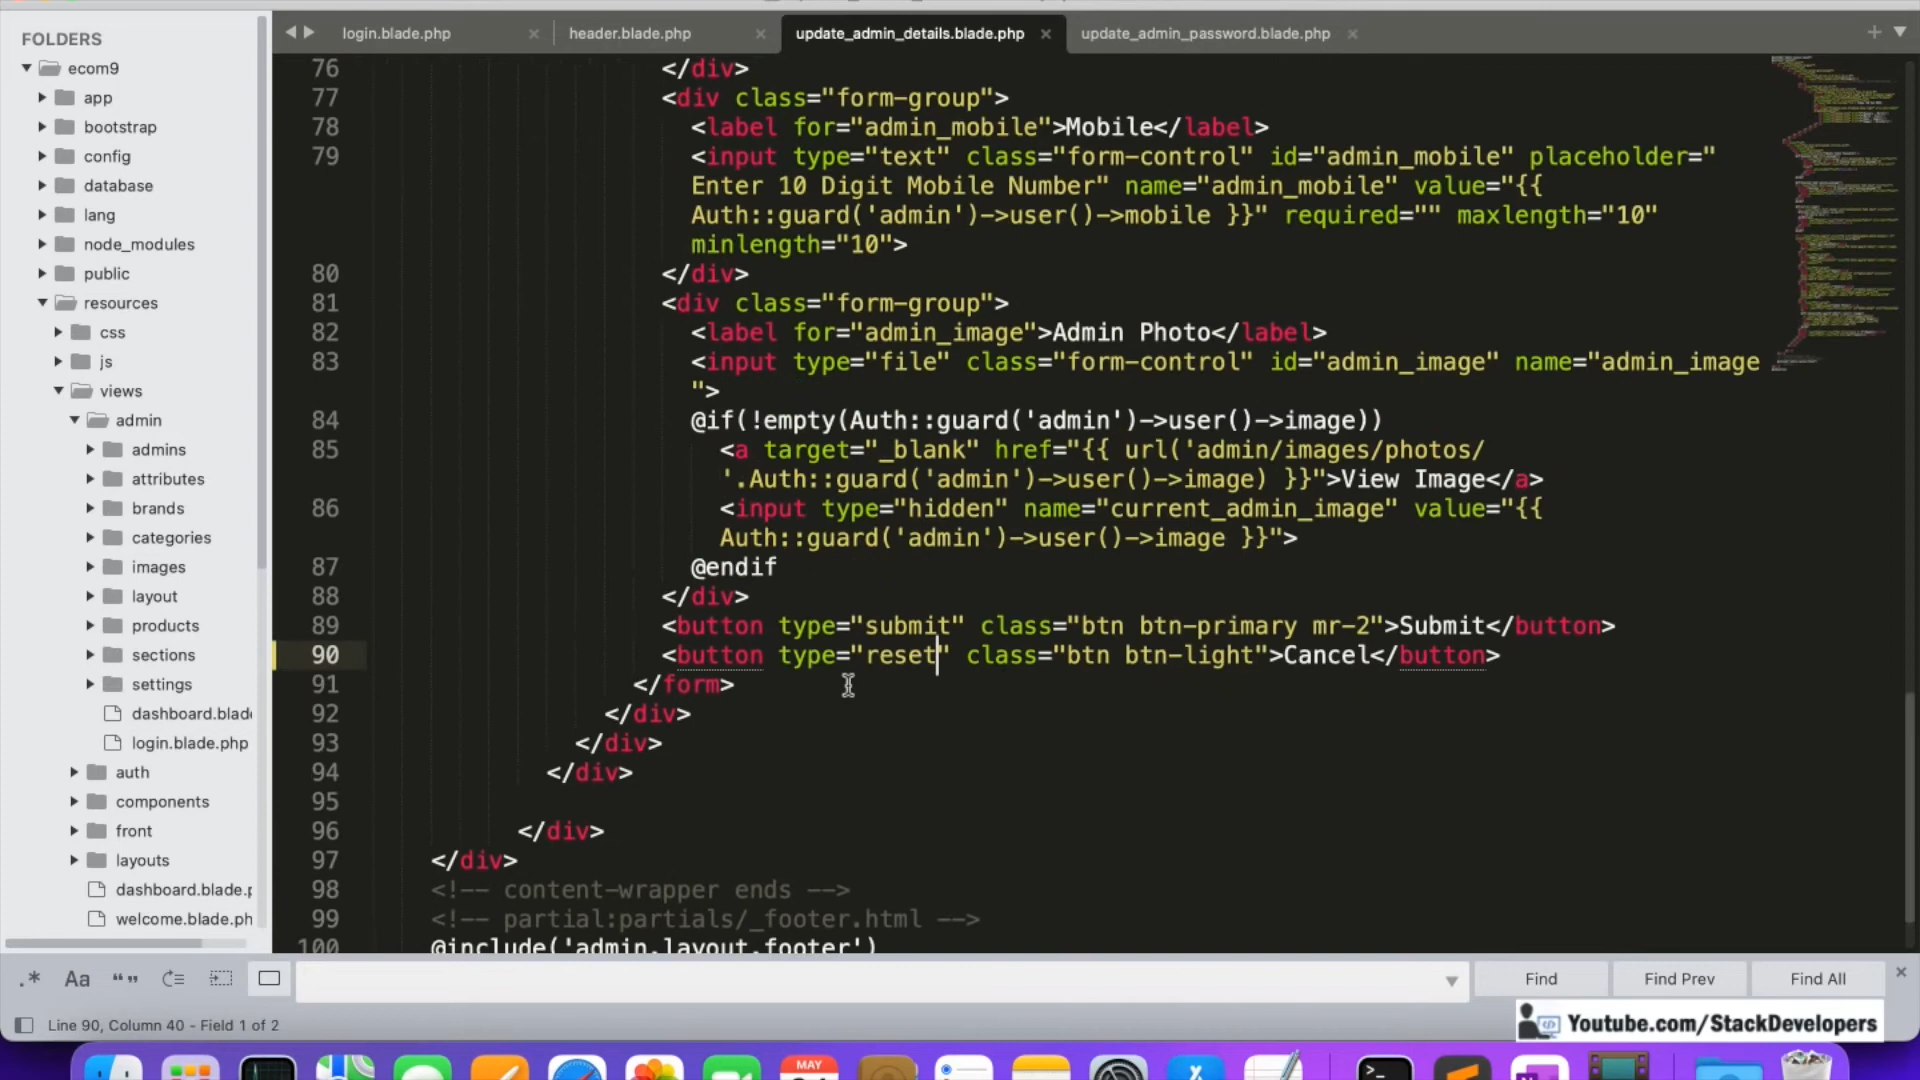 login.blade.php
header.blade.php
update_admin_details.blade.php
update_admin_password.blade.php
FOLDERS
ecom9
app
bootstrap
config
database
lang
node_modules
public
resources
css
js
views
admin
admins
attributes
brands
categories
images
layout
products
sections
settings
dashboard.blade
login.blade.php
auth
components
front
layouts
dashboard.blade.p
welcome.blade.ph
76 </div>
77 <div class="form-group">
78 <label for="admin_mobile">Mobile</label>
79 <input type="text" class="form-control" id="admin_mobile" placeholder="
Enter 10 Digit Mobile Number" name="admin_mobile" value="{{
Auth::guard('admin')->user()->mobile }}" required="" maxlength="10"
minlength="10">
80 </div>
81 <div class="form-group">
82 <label for="admin_image">Admin Photo</label>
83 <input type="file" class="form-control" id="admin_image" name="admin_image
">
84 @if(!empty(Auth::guard('admin')->user()->image))
85 <a target="_blank" href="{{ url('admin/images/photos/
'.Auth::guard('admin')->user()->image) }}">View Image</a>
86 <input type="hidden" name="current_admin_image" value="{{
Auth::guard('admin')->user()->image }}">
87 @endif
88 </div>
89 <button type="submit" class="btn btn-primary mr-2">Submit</button>
90 <button type="reset" class="btn btn-light">Cancel</button>
91 </form>
92 </div>
93 </div>
94 </div>
95
96 </div>
97 </div>
98 <!-- content-wrapper ends -->
99 <!-- partial:partials/_footer.html -->
100 @include('admin.layout.footer')
.* Aa “”
Find
Find Prev
Find All
Line 90, Column 40 - Field 1 of 2
Youtube.com/StackDevelopers
MAY